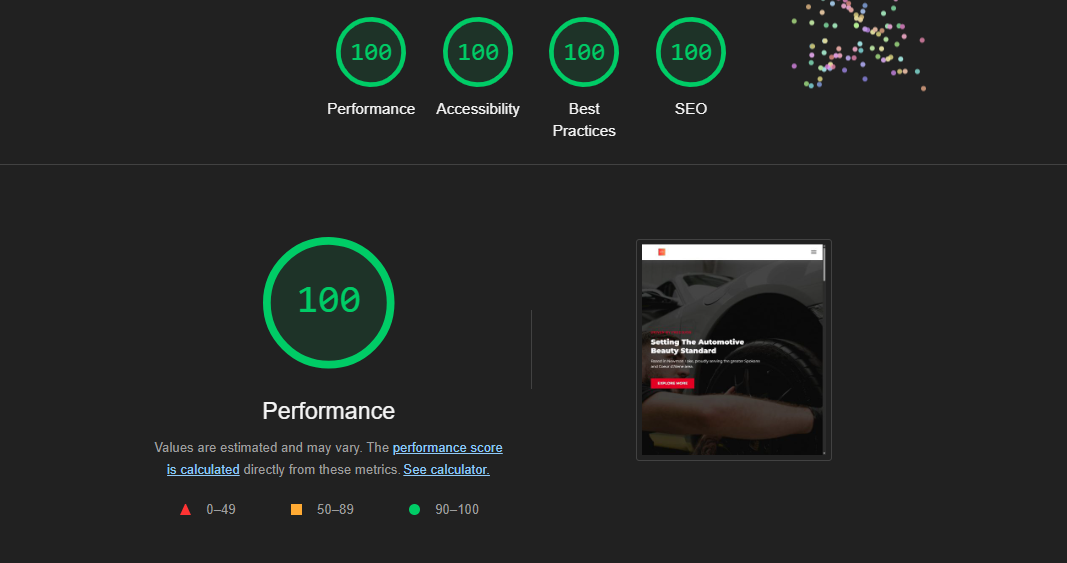 100 100 100 100
Performance Accessibility Best Practices SEO
100
Performance
Values are estimated and may vary. The performance score
is calculated directly from these metrics. See calculator.
0–49 50–89 90–100
Setting The Automotive
Beauty Standard
EXPLORE MORE